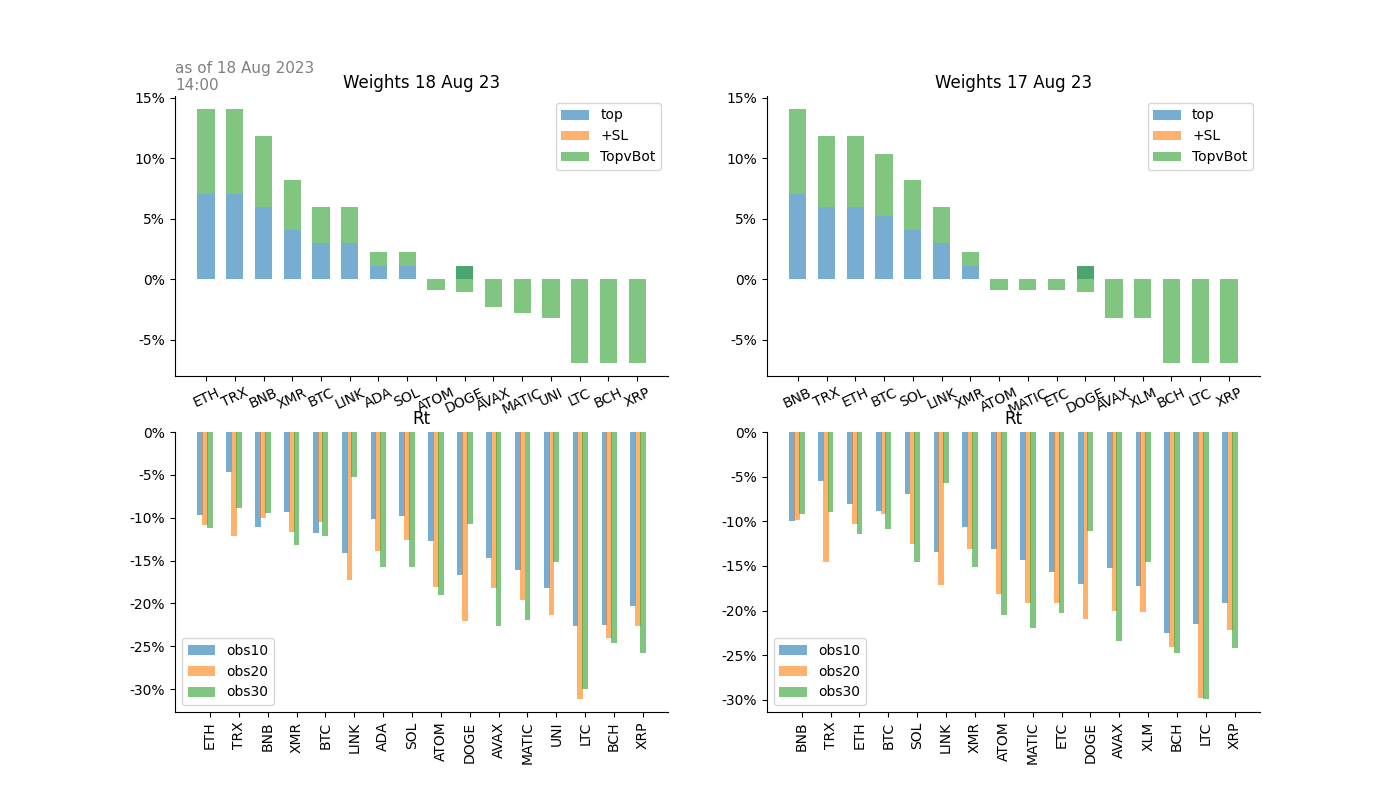 as of 18 Aug 2023
14:00
Weights 18 Aug 23
15%
10%
5%
0%
-5%
top
+SL
TopvBot
ETH TRX BNB XMR BTC LINK ADA SOL ATOM DOGE AVAX MATIC UNI LTC BCH XRP
Weights 17 Aug 23
15%
10%
5%
0%
-5%
top
+SL
TopvBot
BNB TRX ETH BTC SOL LINK XMR ATOM MATIC ETC DOGE AVAX XLM BCH LTC XRP
Rt
0%
-5%
-10%
-15%
-20%
-25%
-30%
obs10
obs20
obs30
ETH TRX BNB XMR BTC LINK ADA SOL ATOM DOGE AVAX MATIC UNI LTC BCH XRP
Rt
0%
-5%
-10%
-15%
-20%
-25%
-30%
obs10
obs20
obs30
BNB TRX ETH BTC SOL LINK XMR ATOM MATIC ETC DOGE AVAX XLM BCH LTC XRP